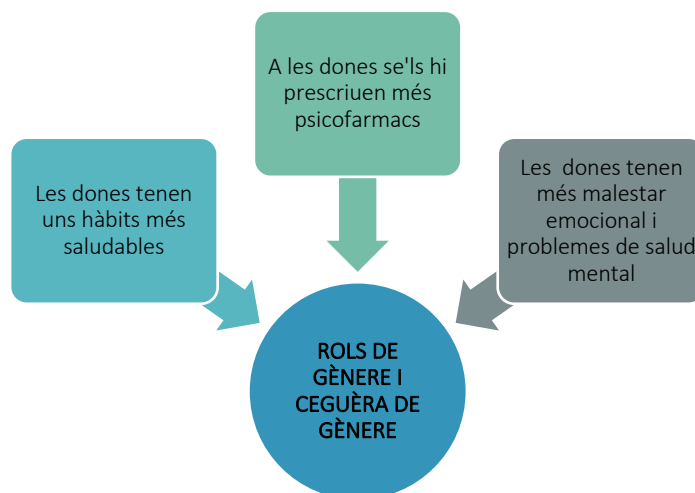 A les dones se'ls hi
prescriuen més
psicofarmacs
Les dones tenen
uns hàbits més
saludables
Les dones tenen
més malestar
emocional i
problemes de salud
mental
ROLS DE
GÈNERE I
CEGUÈRA DE
GÈNERE